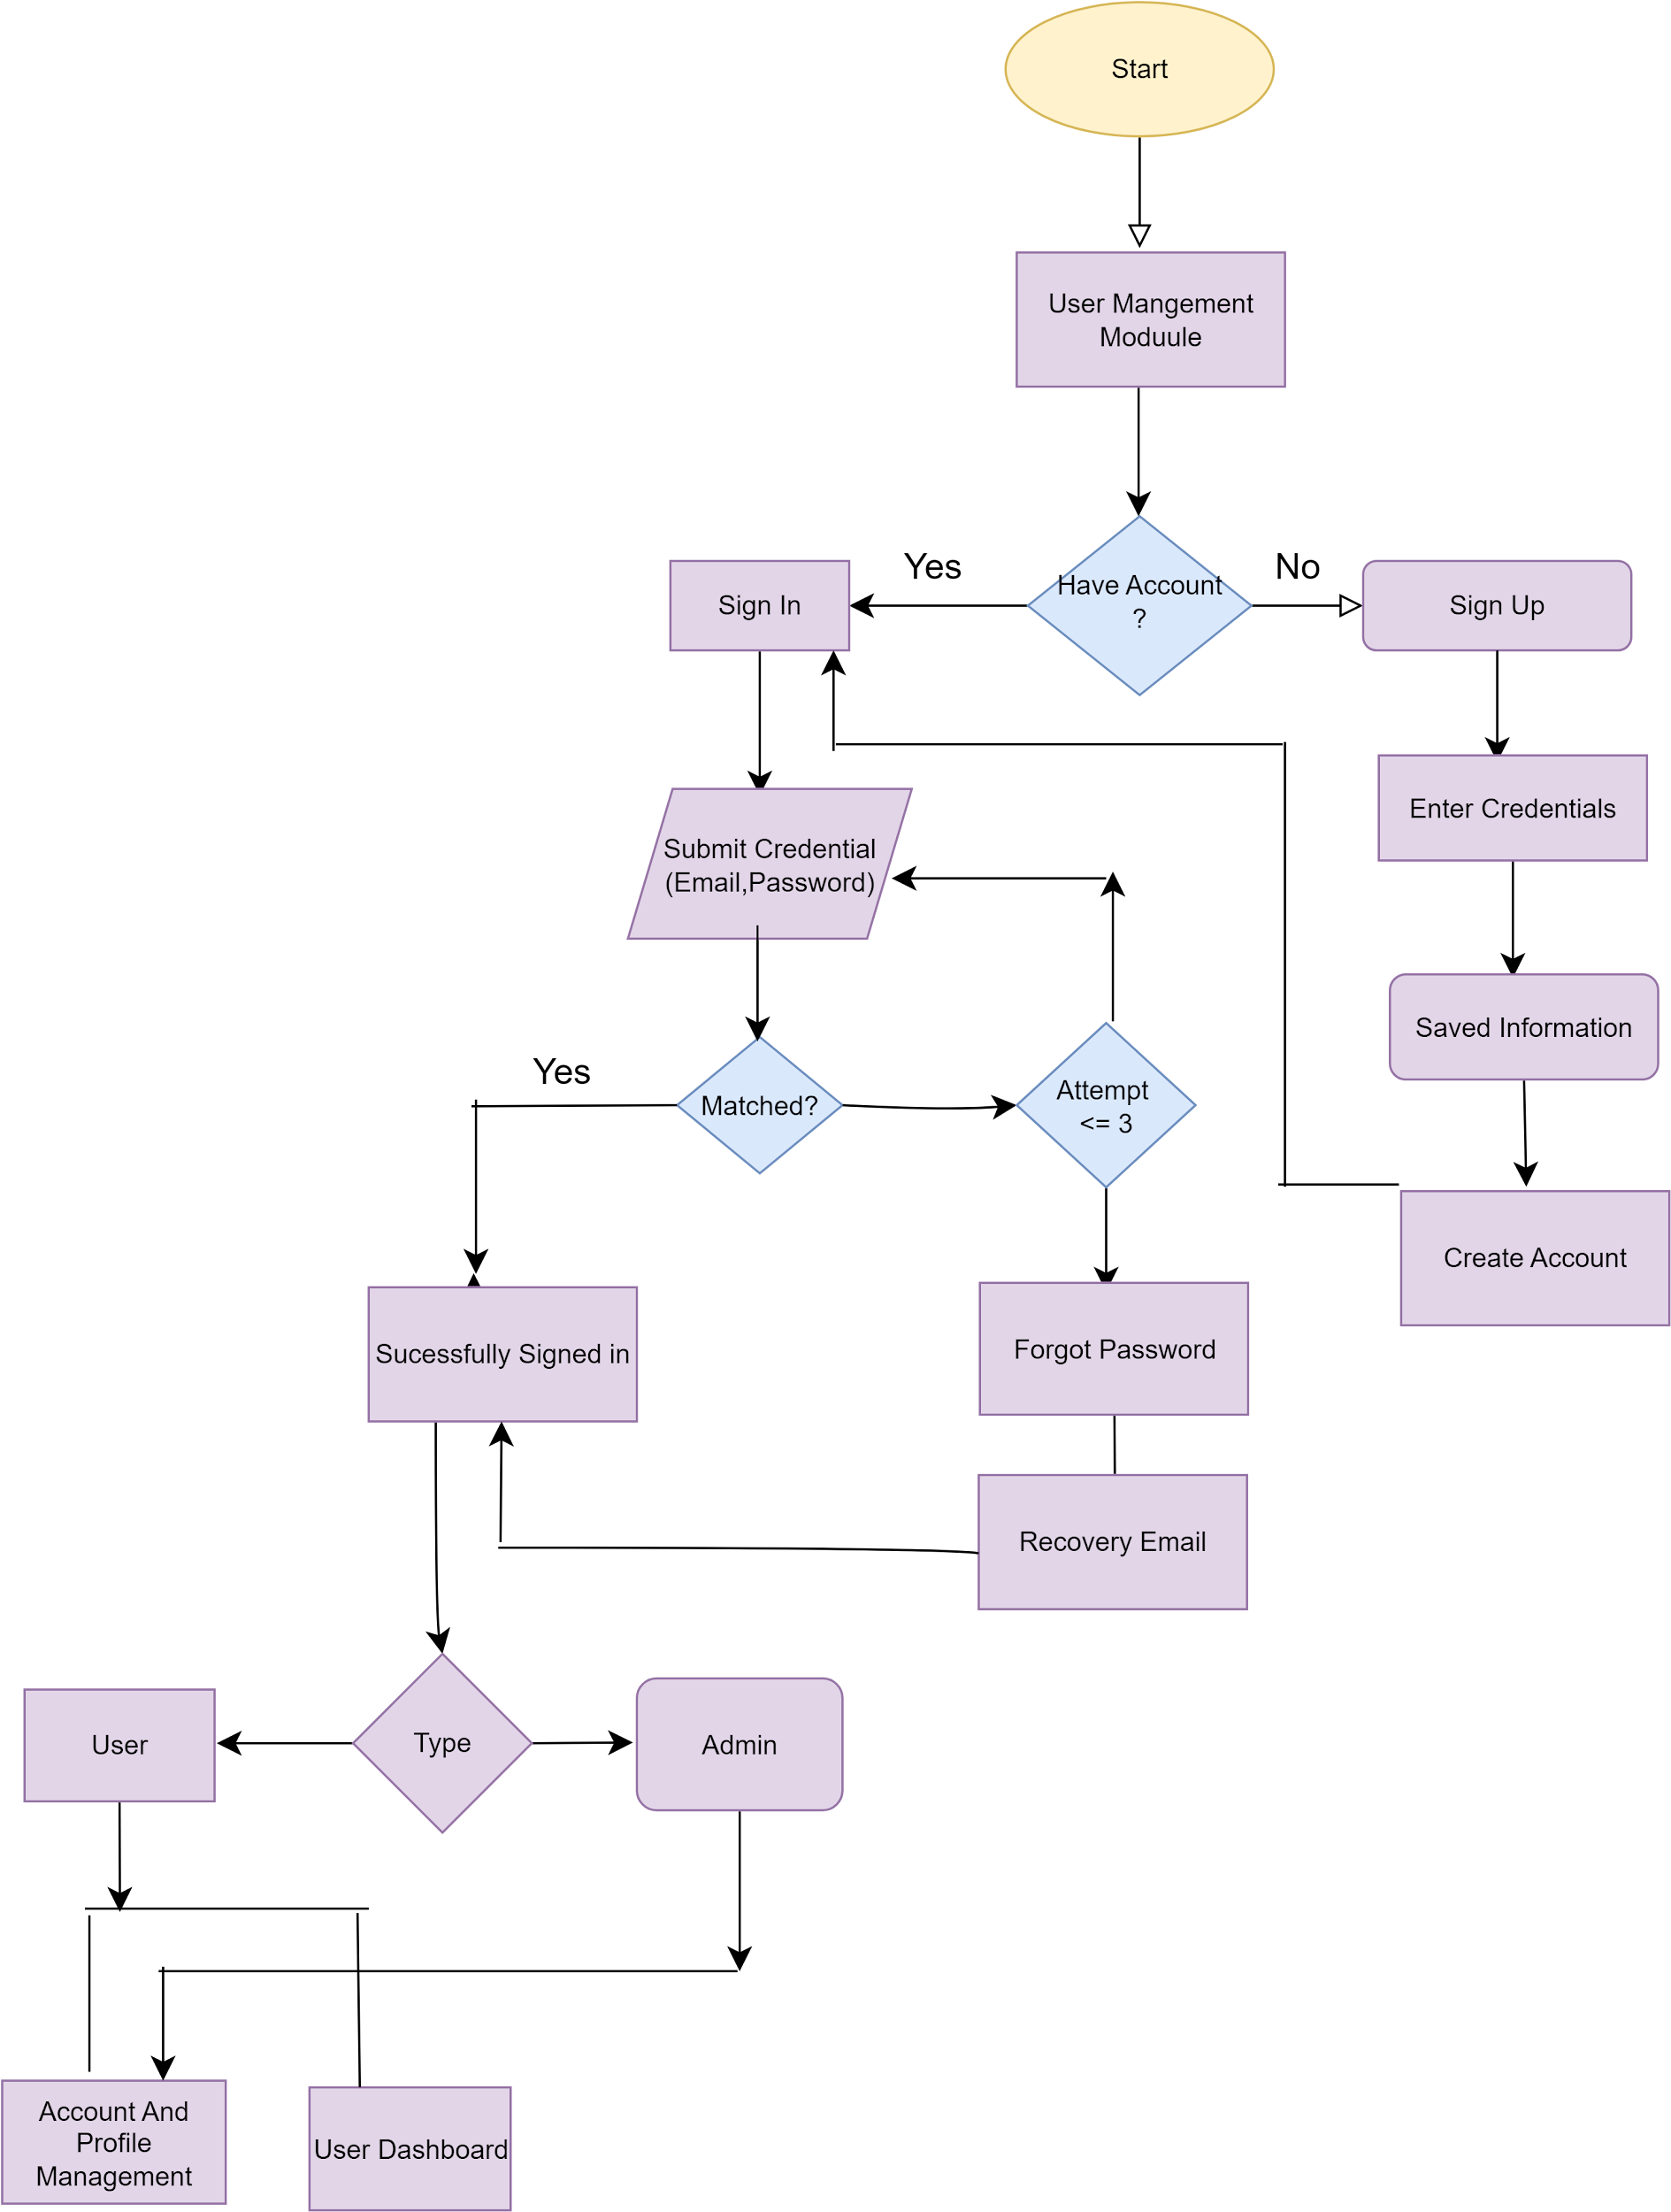 Start
User Mangement
Moduule
Yes
No
Sign In
Have Account
?
Sign Up
Submit Credential
(Email,Password)
Enter Credentials
Saved Information
Yes
Matched?
Attempt
<= 3
Create Account
Sucessfully Signed in
Forgot Password
Recovery Email
User
Type
Admin
Account And
Profile
Management
User Dashboard